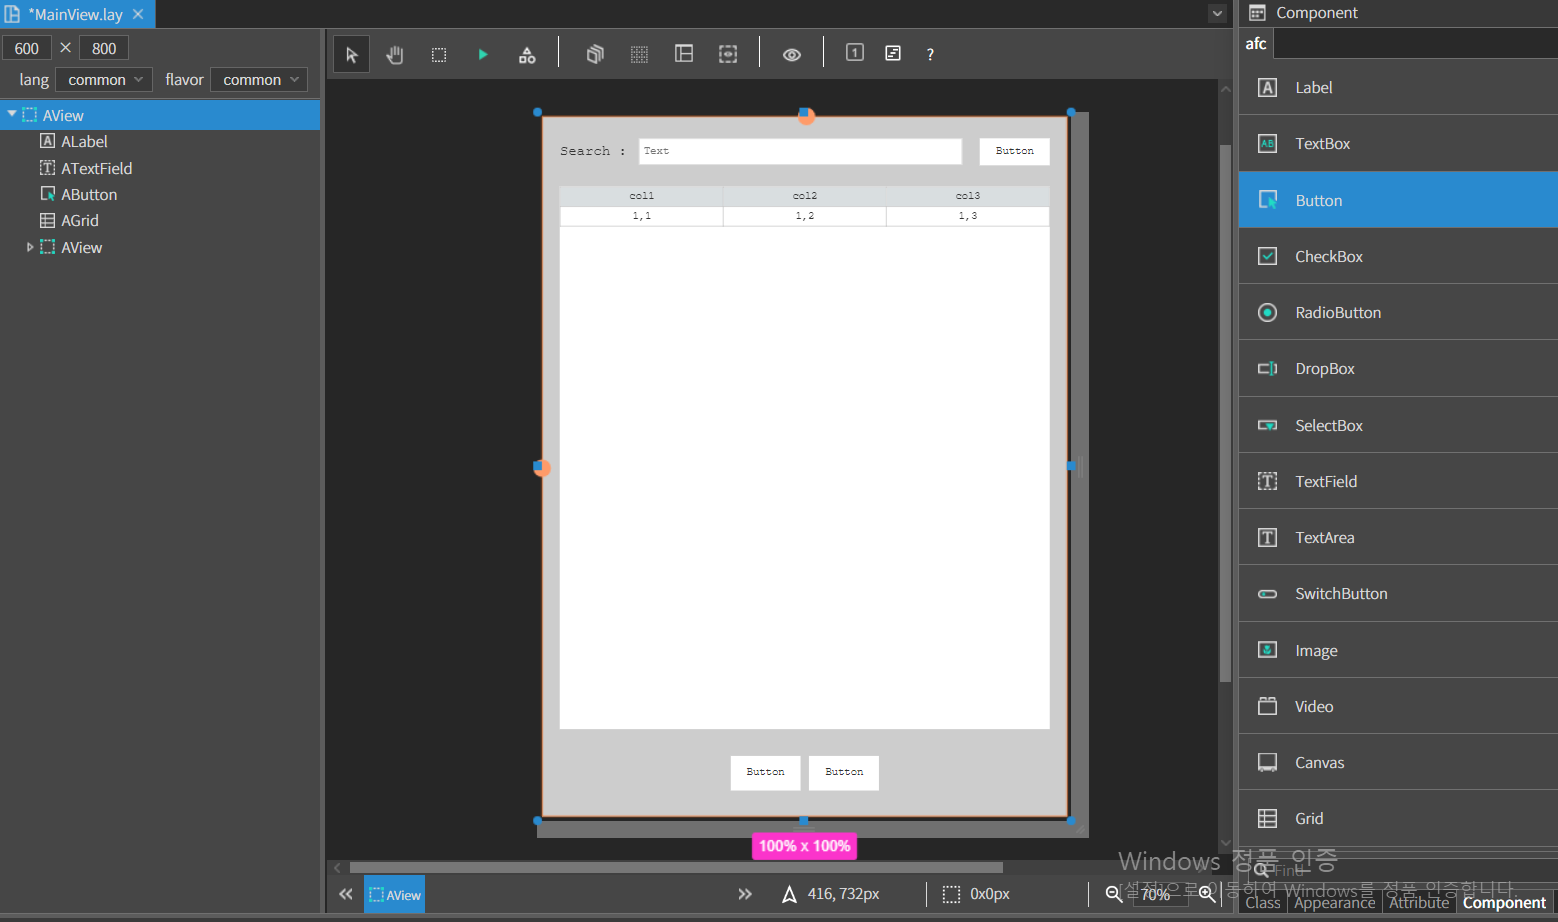 *MainView.lay
Component
600 × 800
afc
lang common flavor common
1 ?
AView
ALabel
ATextField
AButton
AGrid
AView
Label
TextBox
Button
CheckBox
RadioButton
DropBox
SelectBox
TextField
TextArea
SwitchButton
Image
Video
Canvas
Grid
Search : Text Button
col1 col2 col3
1,1 1,2 1,3
Button Button
100% x 100%
Windows 정품 인증
[설정]으로 이동하여 Windows를 정품 인증합니다.
Find
AView 416, 732px 0x0px 70%
Class Appearance Attribute Component